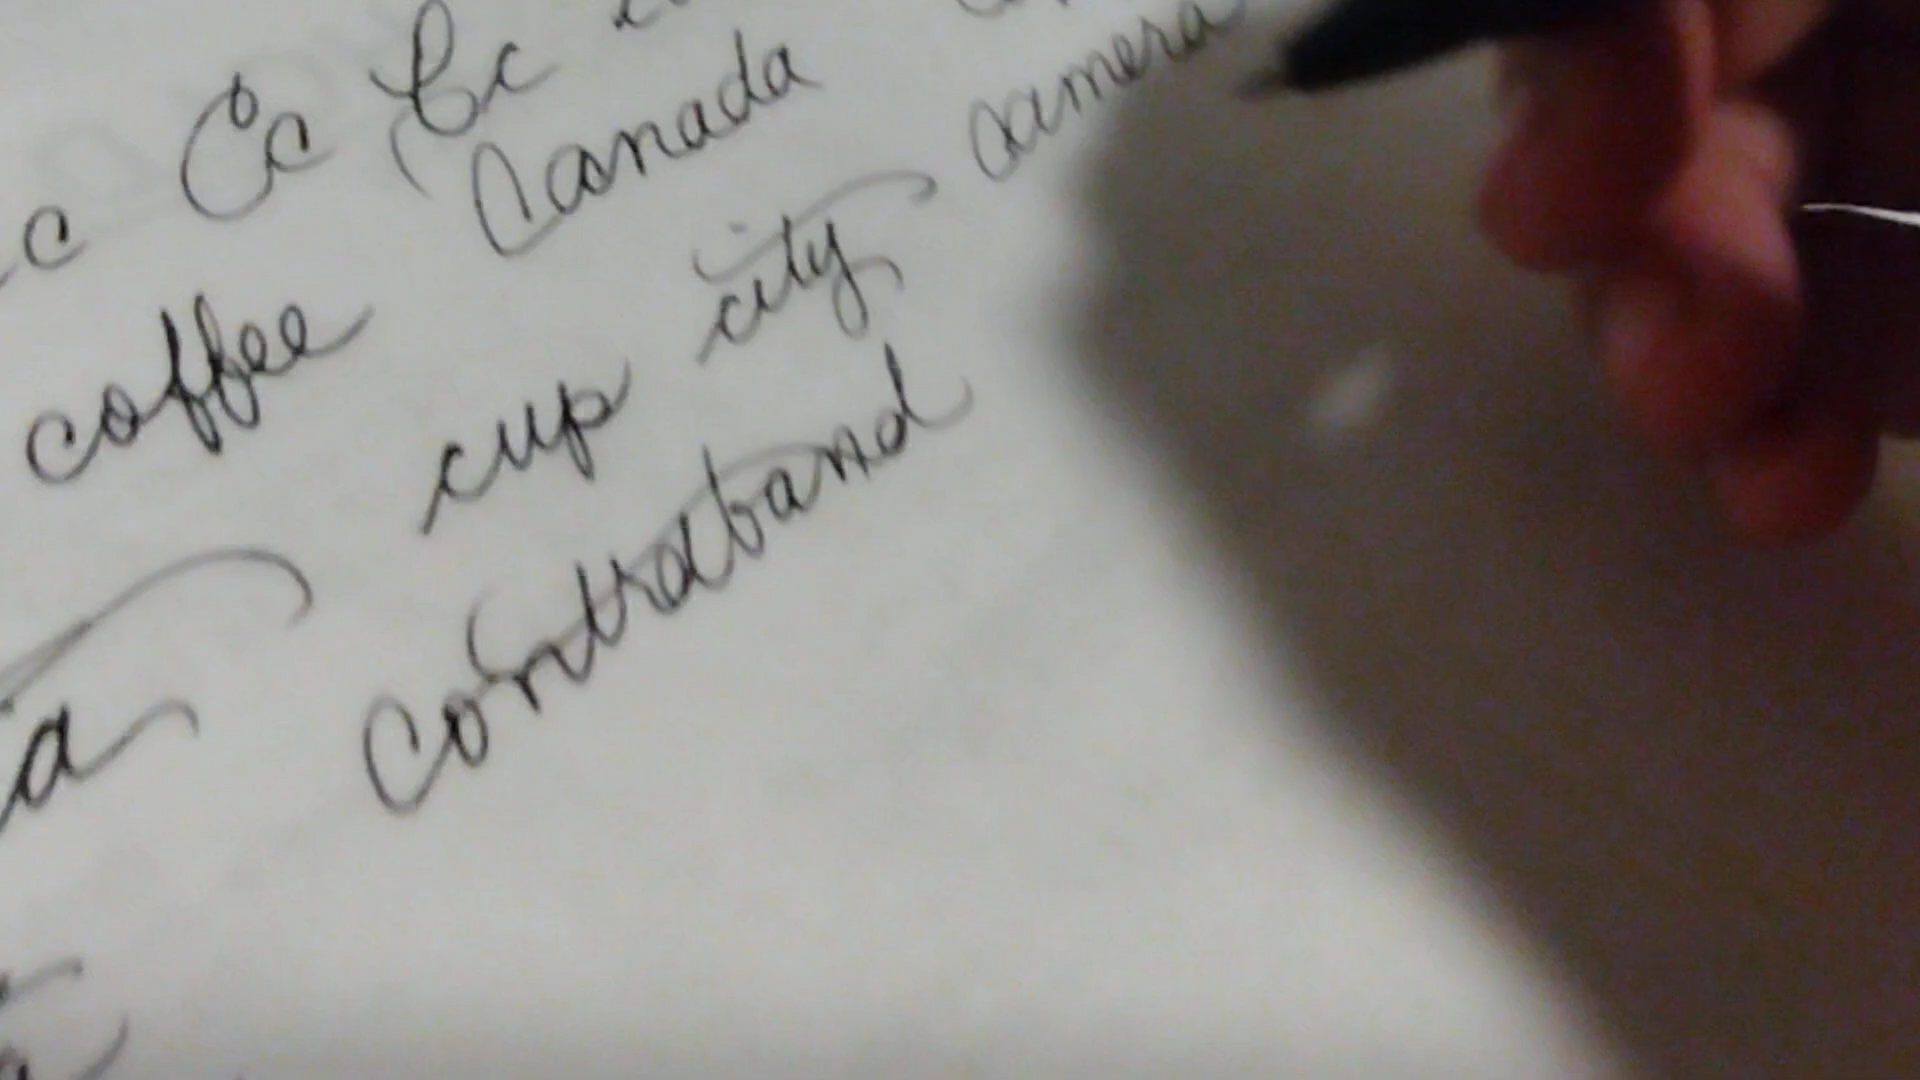 c Cc Cc
coffee Canada
cup city camera
contraband